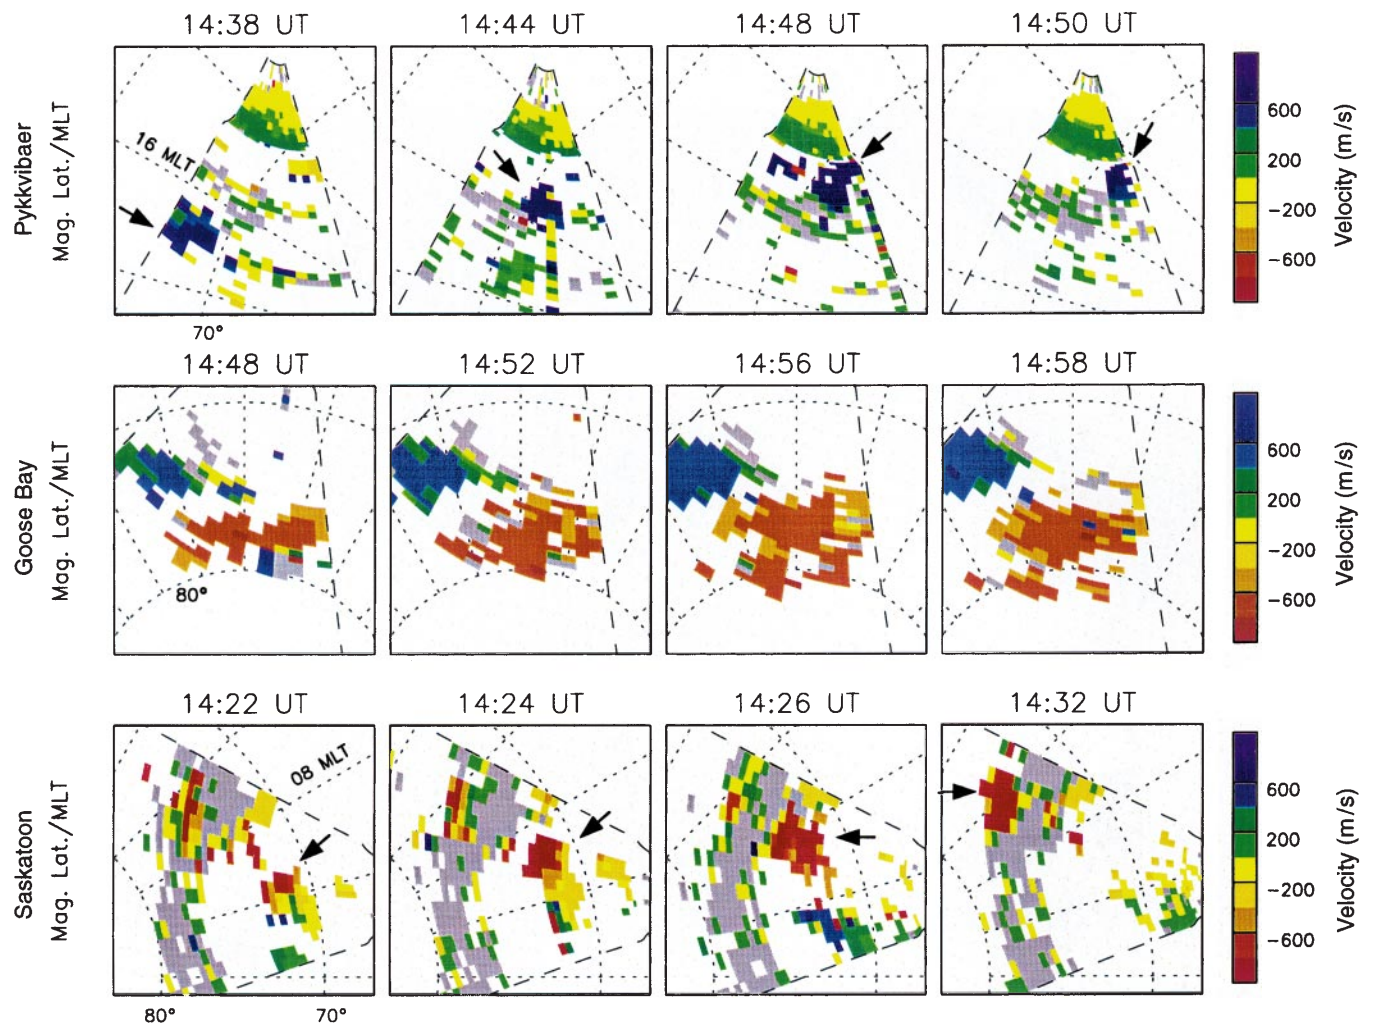 14:38 UT 14:44 UT 14:48 UT 14:50 UT
Pykkvibaer
Mag. Lat./MLT
16 MLT
70°
600
200
−200
−600
Velocity (m/s)
14:48 UT 14:52 UT 14:56 UT 14:58 UT
Goose Bay
Mag. Lat./MLT
80°
600
200
−200
−600
Velocity (m/s)
14:22 UT 14:24 UT 14:26 UT 14:32 UT
Saskatoon
Mag. Lat./MLT
08 MLT
80° 70°
600
200
−200
−600
Velocity (m/s)